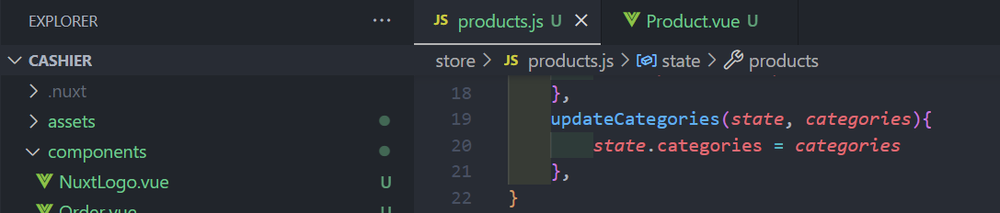 EXPLORER ···
JS products.js U ×
Product.vue U
CASHIER
store > JS products.js > state > products
.nuxt
assets
components
NuxtLogo.vue U
Order.vue
18 },
19 updateCategories(state, categories){
20 state.categories = categories
21 },
22 }